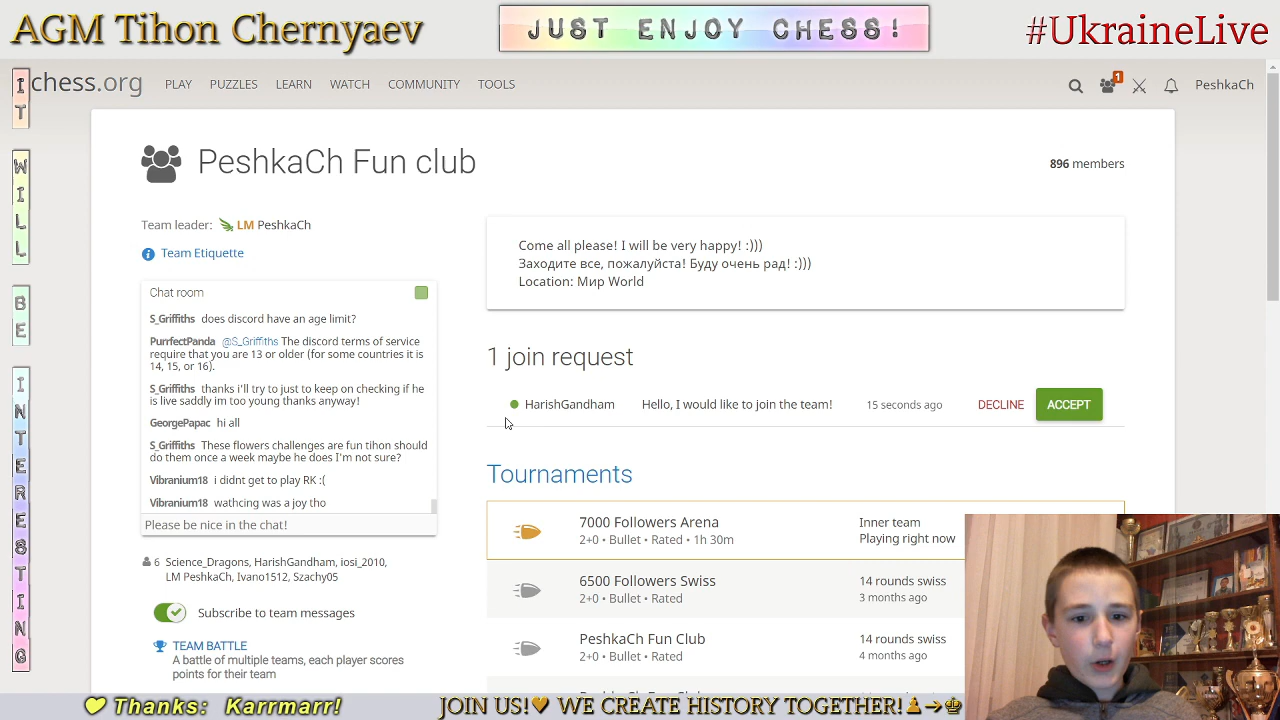 AGM Tihon Chernyaev
JUST ENJOY CHESS!
#UkraineLive
IT WILL BE INTERESTING
chess.org
PLAY
PUZZLES
LEARN
WATCH
COMMUNITY
TOOLS
1
PeshkaCh
PeshkaCh Fun club
896 members
Team leader: LM PeshkaCh
Team Etiquette
Come all please! I will be very happy! :)))
Заходите все, пожалуйста! Буду очень рад! :)))
Location: Мир World
Chat room
S_Griffiths does discord have an age limit?
PurrfectPanda @S_Griffiths The discord terms of service
require that you are 13 or older (for some countries it is
14, 15, or 16).
S_Griffiths thanks i'll try to just to keep on checking if he
is live saddly im too young thanks anyway!
GeorgePapac hi all
S_Griffiths These flowers challenges are fun tihon should
do them once a week maybe he does I'm not sure?
Vibranium18 i didnt get to play RK :(
Vibranium18 wathcing was a joy tho
Please be nice in the chat!
6 Science_Dragons, HarishGandham, iosi_2010,
LM PeshkaCh, Ivano1512, Szachy05
Subscribe to team messages
TEAM BATTLE
A battle of multiple teams, each player scores
points for their team
1 join request
HarishGandham Hello, I would like to join the team! 15 seconds ago DECLINE ACCEPT
Tournaments
7000 Followers Arena
2+0 • Bullet • Rated • 1h 30m
Inner team
Playing right now
6500 Followers Swiss
2+0 • Bullet • Rated
14 rounds swiss
3 months ago
PeshkaCh Fun Club
2+0 • Bullet • Rated
14 rounds swiss
4 months ago
Thanks: Karrmarr!
JOIN US!♥ WE CREATE HISTORY TOGETHER!♟→♚